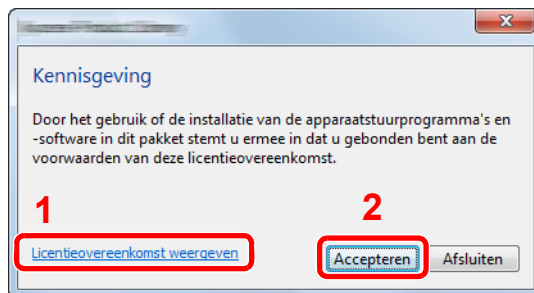 Kennisgeving
Door het gebruik of de installatie van de apparaatstuurprogramma's en
-software in dit pakket stemt u ermee in dat u gebonden bent aan de
voorwaarden van deze licentieovereenkomst.
1
2
Licentieovereenkomst weergeven
Accepteren
Afsluiten